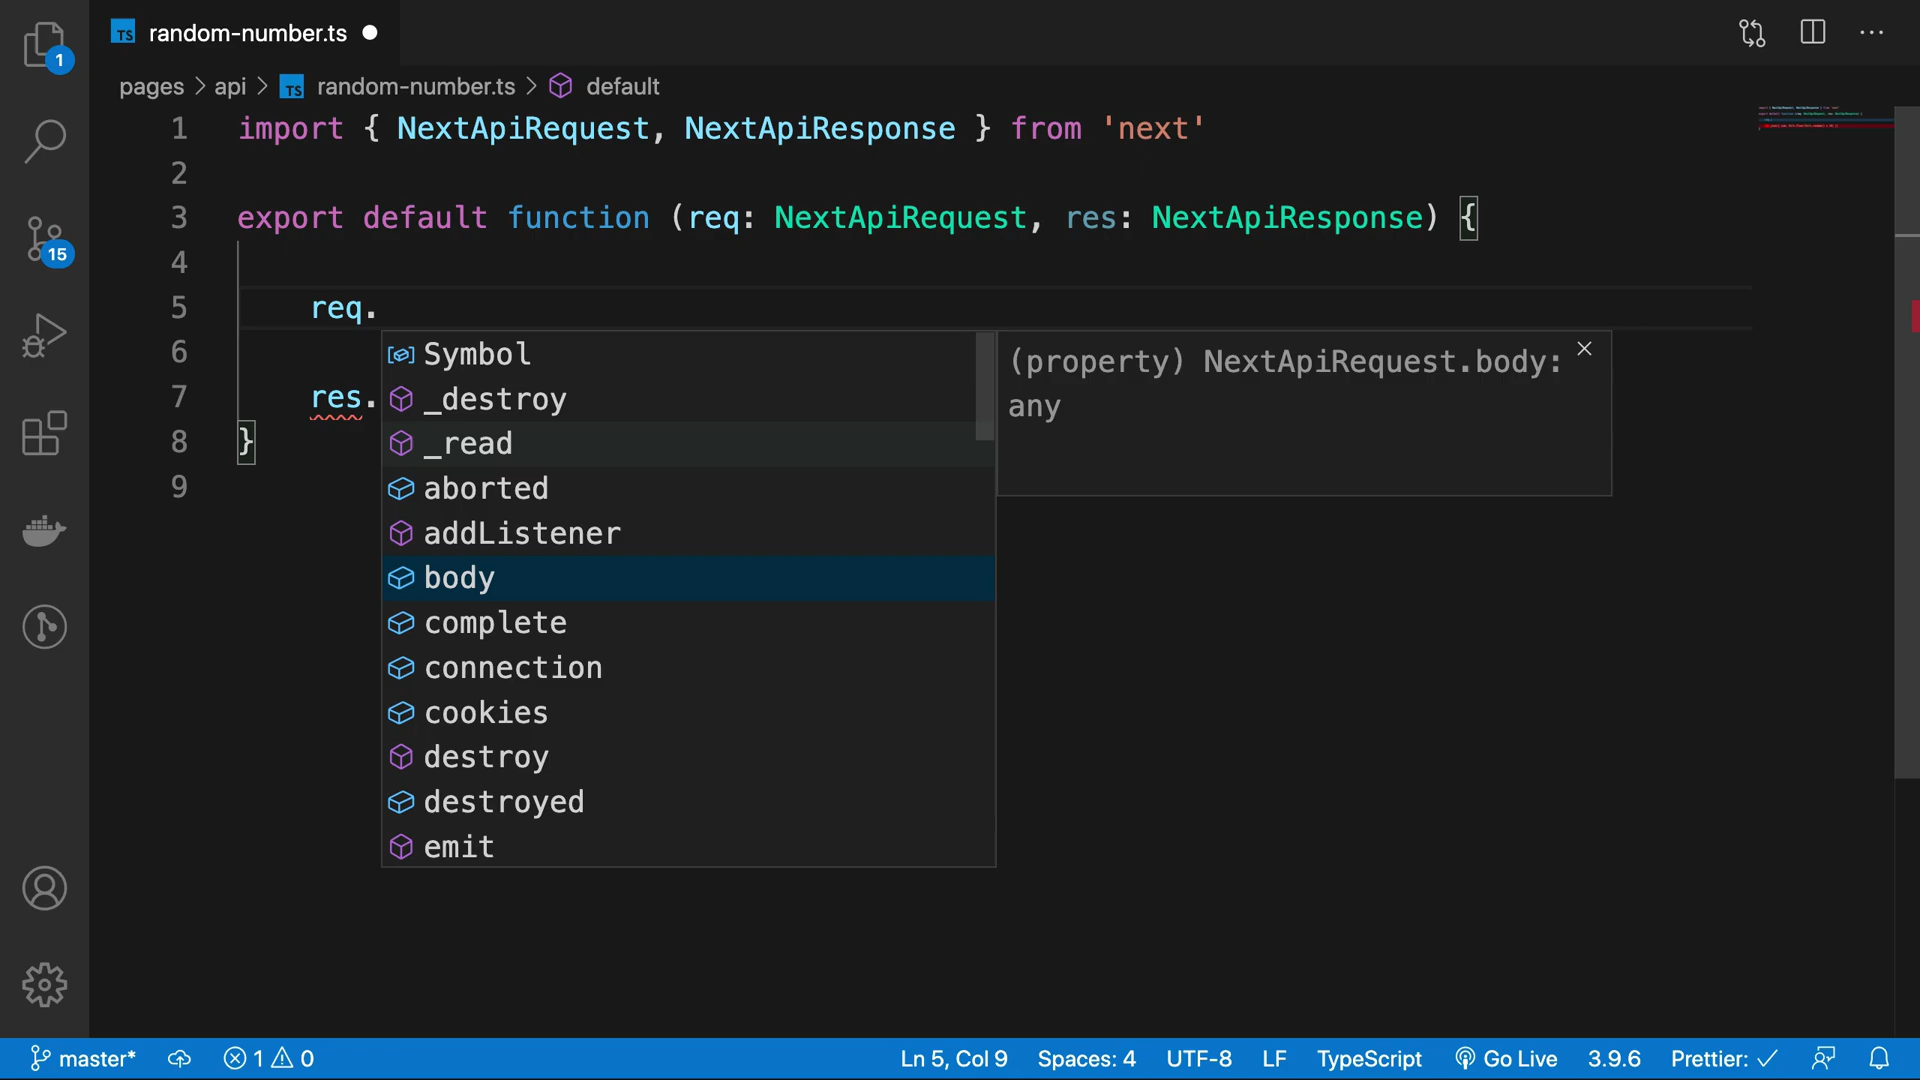 1
TS random-number.ts
pages > api > TS random-number.ts > default
1 import { NextApiRequest, NextApiResponse } from 'next'
2
3 export default function (req: NextApiRequest, res: NextApiResponse) {
4
5 req.
6
7 res.
8 }
9
15
Symbol
_destroy
_read
aborted
addListener
body
complete
connection
cookies
destroy
destroyed
emit
(property) NextApiRequest.body:
any
master* 1 0 Ln 5, Col 9 Spaces: 4 UTF-8 LF TypeScript Go Live 3.9.6 Prettier: ✓